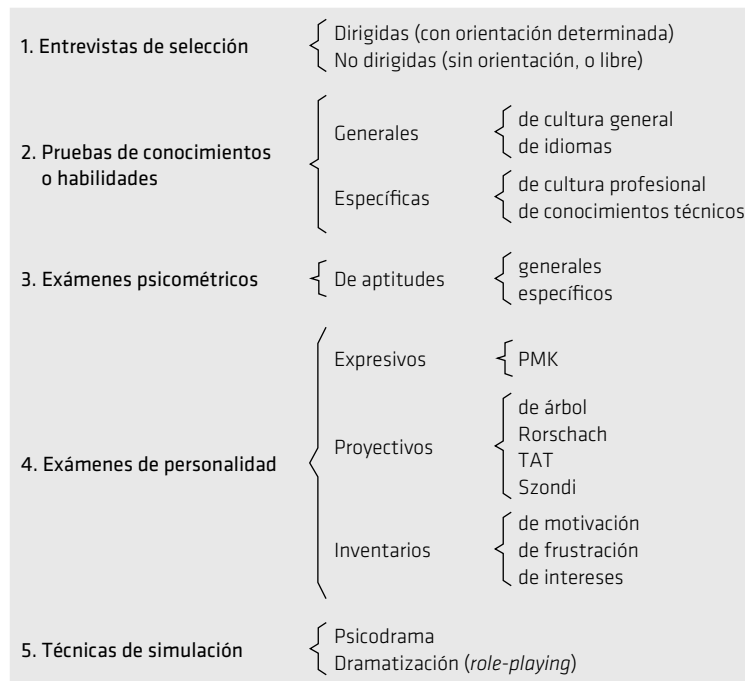 1. Entrevistas de selección
Dirigidas (con orientación determinada)
No dirigidas (sin orientación, o libre)
2. Pruebas de conocimientos
o habilidades
Generales
de cultura general
de idiomas
Específicas
de cultura profesional
de conocimientos técnicos
3. Exámenes psicométricos
De aptitudes
generales
específicos
4. Exámenes de personalidad
Expresivos
PMK
Proyectivos
de árbol
Rorschach
TAT
Szondi
Inventarios
de motivación
de frustración
de intereses
5. Técnicas de simulación
Psicodrama
Dramatización (role-playing)